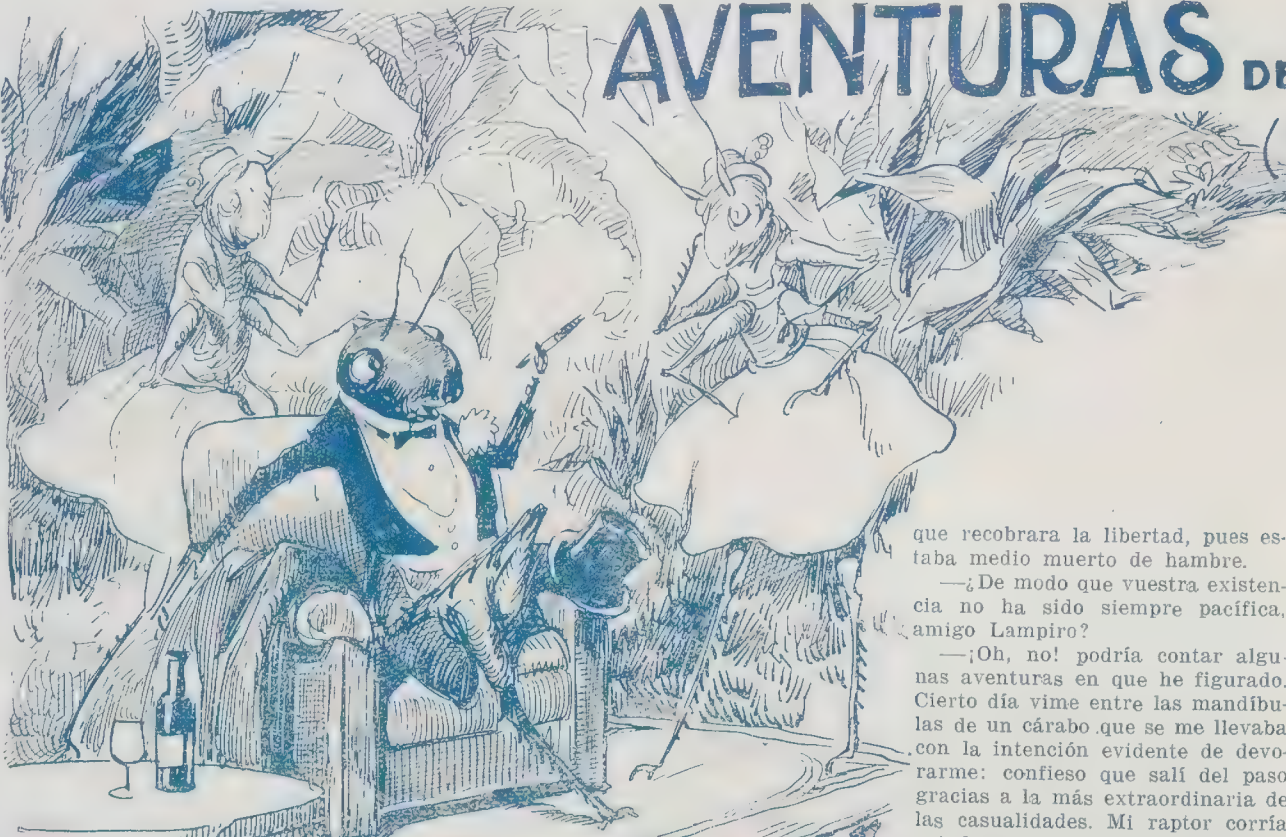 AVENTURAS DE
que recobrara la libertad, pues es-
taba medio muerto de hambre.
—¿De modo que vuestra existen-
cia no ha sido siempre pacífica,
amigo Lampiro?
—¡Oh, no! podría contar algu-
nas aventuras en que he figurado.
Cierto día vime entre las mandíbu-
las de un cárabo que se me llevaba
con la intención evidente de devo-
rarme: confieso que salí del paso
gracias a la más extraordinaria de
las casualidades. Mi raptor corría